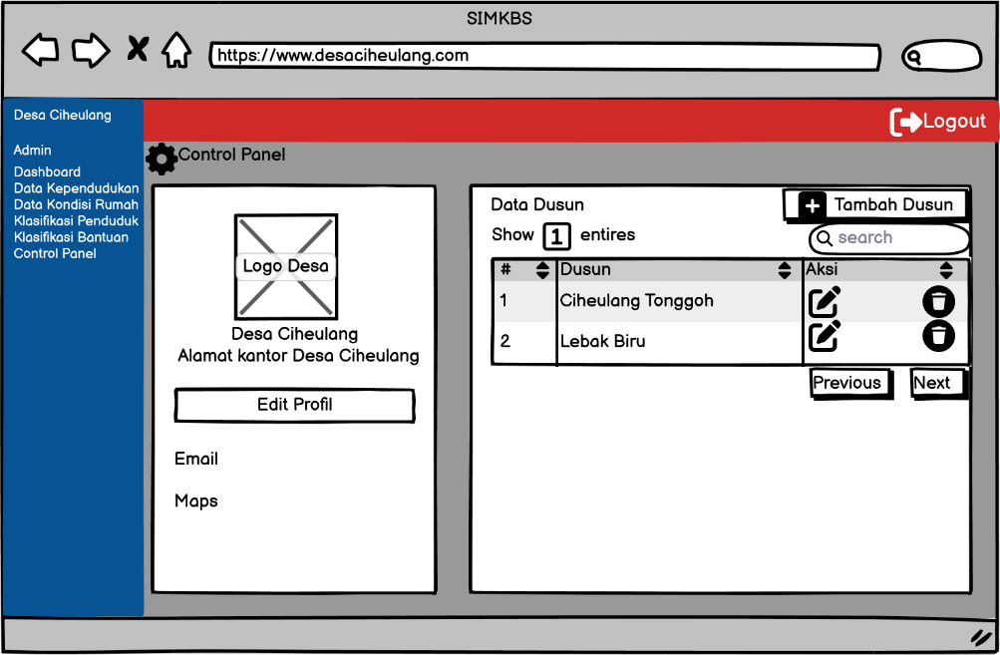 SIMKBS
https://www.desaciheulang.com
Desa Ciheulang
Logout
Admin
Dashboard
Data Kependudukan
Data Kondisi Rumah
Klasifikasi Penduduk
Klasifikasi Bantuan
Control Panel
Control Panel
Logo Desa
Desa Ciheulang
Alamat kantor Desa Ciheulang
Edit Profil
Email
Maps
Data Dusun
Tambah Dusun
Show 1 entires
search
# Dusun Aksi
1 Ciheulang Tonggoh
2 Lebak Biru
Previous Next